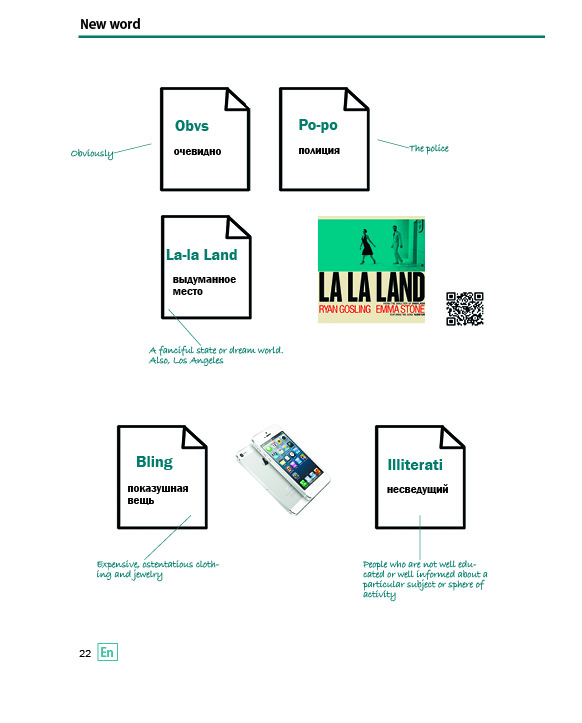 New word
Obvs
очевидно
Obviously
Po-po
полиция
The police
La-la Land
выдуманное
место
A fanciful state or dream world.
Also, Los Angeles
LA LA LAND
RYAN GOSLING EMMA STONE
Bling
показушная
вещь
Expensive, ostentatious cloth-
ing and jewelry
Illiterati
несведущий
People who are not well edu-
cated or well informed about a
particular subject or sphere of
activity
22 En